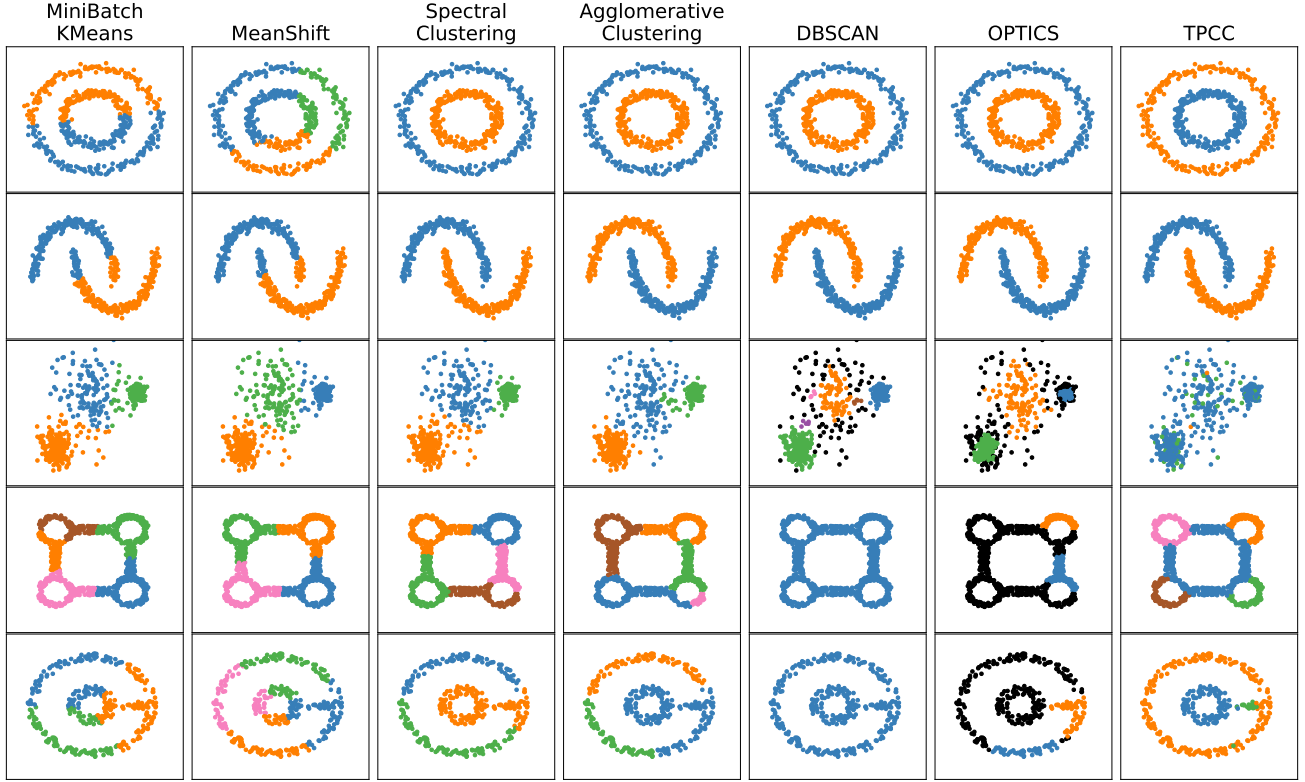 MiniBatch
KMeans
MeanShift
Spectral
Clustering
Agglomerative
Clustering
DBSCAN
OPTICS
TPCC